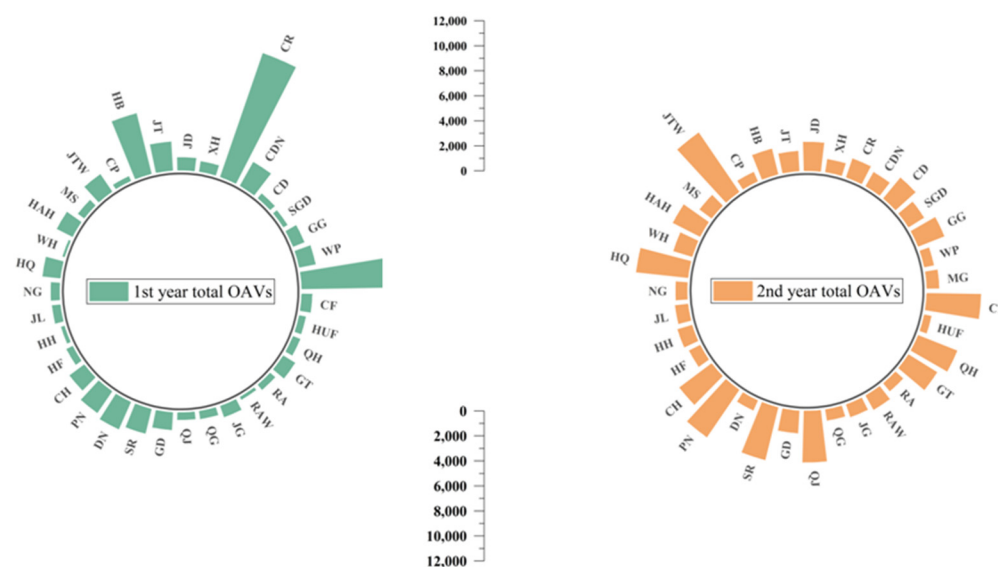 CR
HB
JT
JD
XH
CDN
CD
SGD
GG
WP
CF
HUF
QH
GT
RA
RAW
JG
QG
QJ
GD
SR
DN
PN
CH
HF
HH
JL
NG
HQ
WH
HAH
MS
JTW
CP
1st year total OAVs
12,000
10,000
8,000
6,000
4,000
2,000
0
0
2,000
4,000
6,000
8,000
10,000
12,000
JTW
CP
HB
JT
JD
XH
CR
CDN
CD
SGD
GG
WP
MG
C
HUF
QH
GT
RA
RAW
JG
QG
QJ
GD
SR
DN
PN
CH
HF
HH
JL
NG
HQ
WH
HAH
MS
2nd year total OAVs